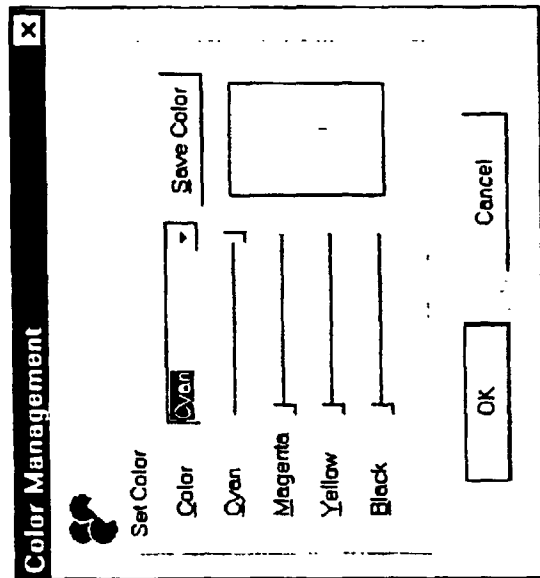 Color Management
Set Color
Color Cyan Save Color
Cyan
Magenta
Yellow
Black
OK Cancel